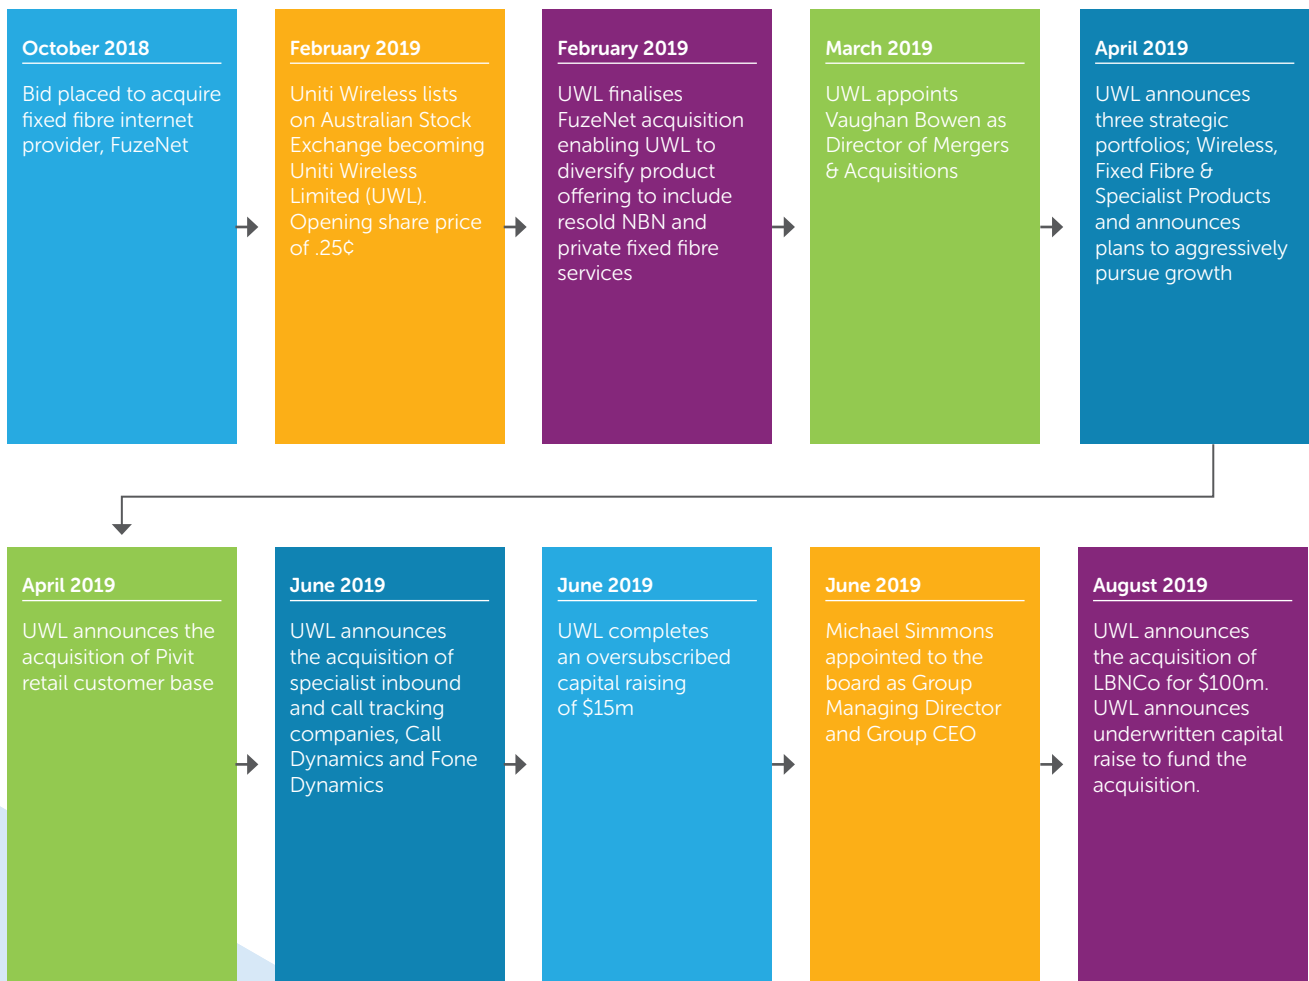 October 2018
Bid placed to acquire
fixed fibre internet
provider, FuzeNet
February 2019
Uniti Wireless lists
on Australian Stock
Exchange becoming
Uniti Wireless
Limited (UWL).
Opening share price
of .25¢
February 2019
UWL finalises
FuzeNet acquisition
enabling UWL to
diversify product
offering to include
resold NBN and
private fixed fibre
services
March 2019
UWL appoints
Vaughan Bowen as
Director of Mergers
& Acquisitions
April 2019
UWL announces
three strategic
portfolios; Wireless,
Fixed Fibre &
Specialist Products
and announces
plans to aggressively
pursue growth
April 2019
UWL announces the
acquisition of Pivit
retail customer base
June 2019
UWL announces
the acquisition of
specialist inbound
and call tracking
companies, Call
Dynamics and Fone
Dynamics
June 2019
UWL completes
an oversubscribed
capital raising
of $15m
June 2019
Michael Simmons
appointed to the
board as Group
Managing Director
and Group CEO
August 2019
UWL announces
the acquisition of
LBNCo for $100m.
UWL announces
underwritten capital
raise to fund the
acquisition.